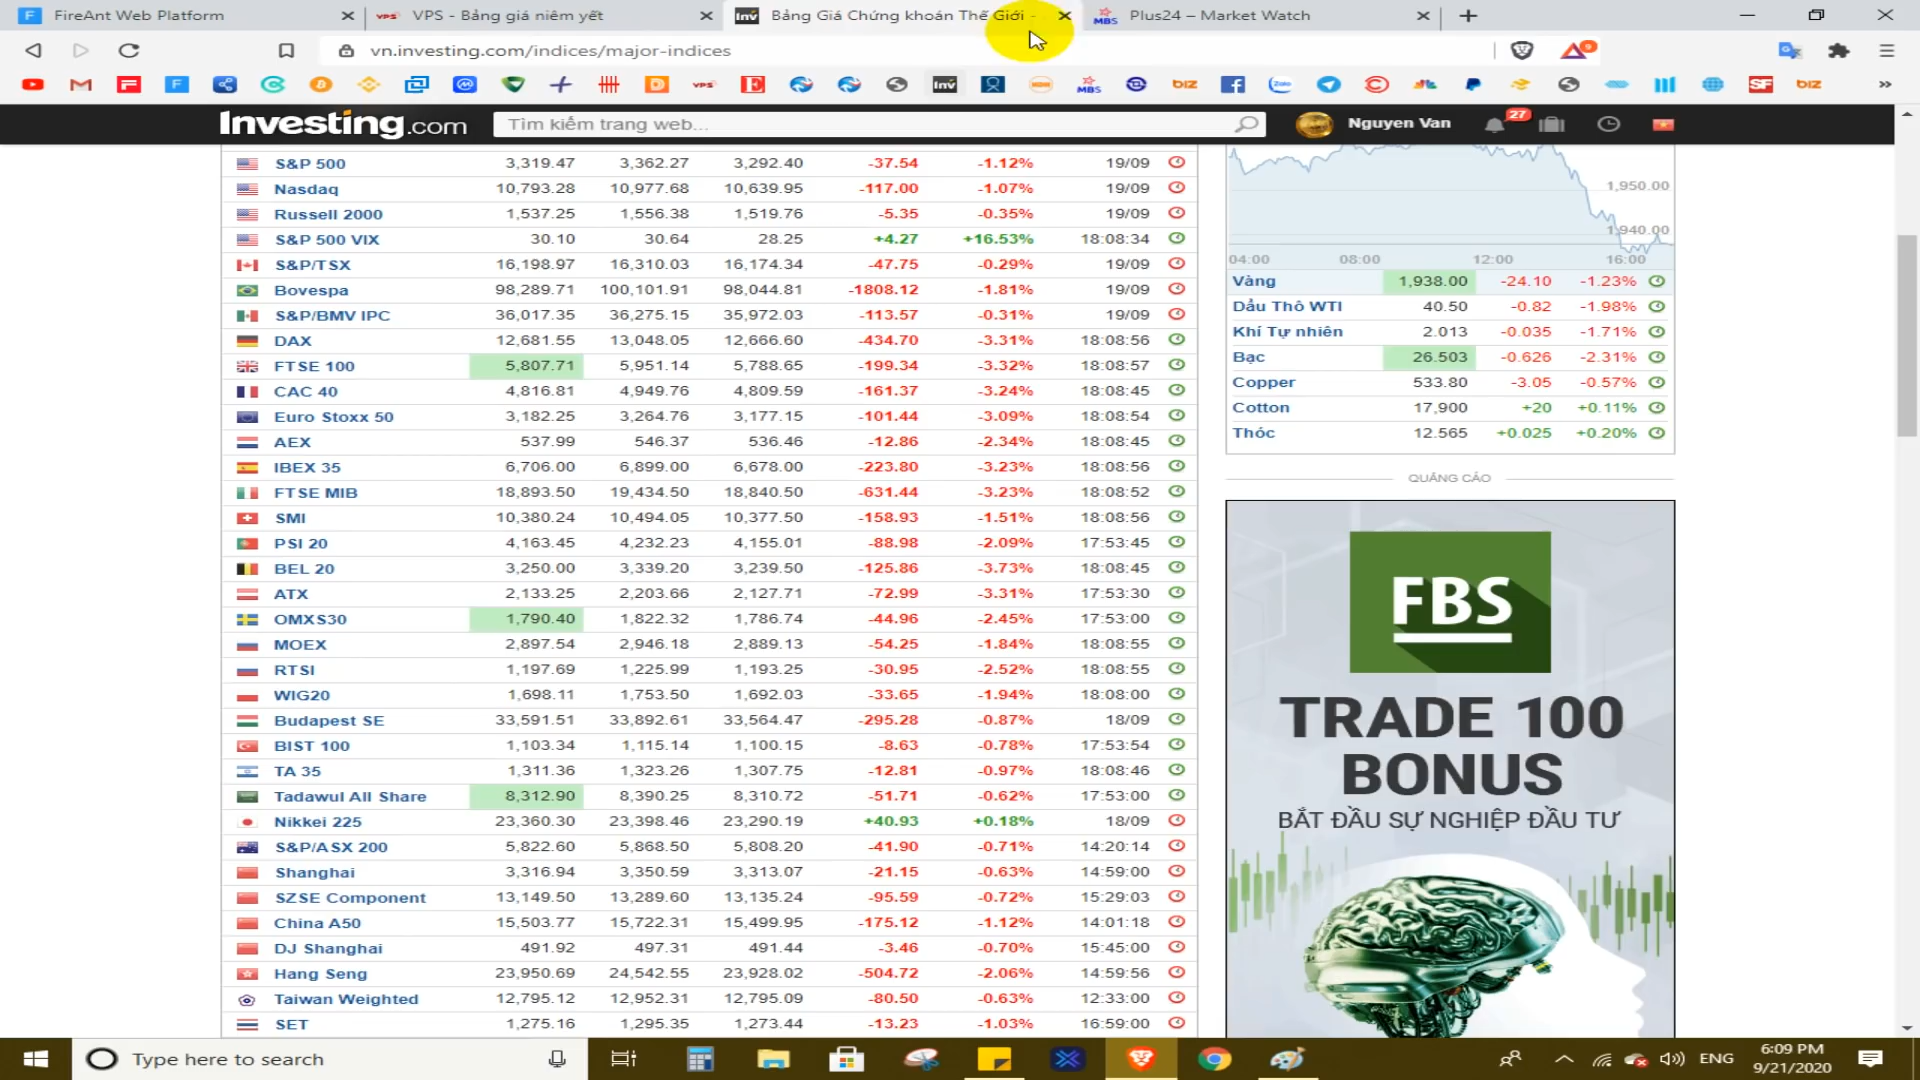 FireAnt Web Platform
VPS - Bảng giá niêm yết
Bảng Giá Chứng khoán Thế Giới -
Plus24 – Market Watch
vn.investing.com/indices/major-indices
Investing.com
Tìm kiếm trang web...
Nguyen Van
27
S&P 500 3,319.47 3,362.27 3,292.40 -37.54 -1.12% 19/09
Nasdaq 10,793.28 10,977.68 10,639.95 -117.00 -1.07% 19/09
Russell 2000 1,537.25 1,556.38 1,519.76 -5.35 -0.35% 19/09
S&P 500 VIX 30.10 30.64 28.25 +4.27 +16.53% 18:08:34
S&P/TSX 16,198.97 16,310.03 16,174.34 -47.75 -0.29% 19/09
Bovespa 98,289.71 100,101.91 98,044.81 -1808.12 -1.81% 19/09
S&P/BMV IPC 36,017.35 36,275.15 35,972.03 -113.57 -0.31% 19/09
DAX 12,681.55 13,048.05 12,666.60 -434.70 -3.31% 18:08:56
FTSE 100 5,807.71 5,951.14 5,788.65 -199.34 -3.32% 18:08:57
CAC 40 4,816.81 4,949.76 4,809.59 -161.37 -3.24% 18:08:45
Euro Stoxx 50 3,182.25 3,264.76 3,177.15 -101.44 -3.09% 18:08:54
AEX 537.99 546.37 536.46 -12.86 -2.34% 18:08:45
IBEX 35 6,706.00 6,899.00 6,678.00 -223.80 -3.23% 18:08:56
FTSE MIB 18,893.50 19,434.50 18,840.50 -631.44 -3.23% 18:08:52
SMI 10,380.24 10,494.05 10,377.50 -158.93 -1.51% 18:08:56
PSI 20 4,163.45 4,232.23 4,155.01 -88.98 -2.09% 17:53:45
BEL 20 3,250.00 3,339.20 3,239.50 -125.86 -3.73% 18:08:45
ATX 2,133.25 2,203.66 2,127.71 -72.99 -3.31% 17:53:30
OMXS30 1,790.40 1,822.32 1,786.74 -44.96 -2.45% 17:53:00
MOEX 2,897.54 2,946.18 2,889.13 -54.25 -1.84% 18:08:55
RTSI 1,197.69 1,225.99 1,193.25 -30.95 -2.52% 18:08:55
WIG20 1,698.11 1,753.50 1,692.03 -33.65 -1.94% 18:08:00
Budapest SE 33,591.51 33,892.61 33,564.47 -295.28 -0.87% 18/09
BIST 100 1,103.34 1,115.14 1,100.15 -8.63 -0.78% 17:53:54
TA 35 1,311.36 1,323.26 1,307.75 -12.81 -0.97% 18:08:46
Tadawul All Share 8,312.90 8,390.25 8,310.72 -51.71 -0.62% 17:53:00
Nikkei 225 23,360.30 23,398.46 23,290.19 +40.93 +0.18% 18/09
S&P/ASX 200 5,822.60 5,868.50 5,808.20 -41.90 -0.71% 14:20:14
Shanghai 3,316.94 3,350.59 3,313.07 -21.15 -0.63% 14:59:00
SZSE Component 13,149.50 13,289.60 13,135.24 -95.59 -0.72% 15:29:03
China A50 15,503.77 15,722.31 15,499.95 -175.12 -1.12% 14:01:18
DJ Shanghai 491.92 497.31 491.44 -3.46 -0.70% 15:45:00
Hang Seng 23,950.69 24,542.55 23,928.02 -504.72 -2.06% 14:59:56
Taiwan Weighted 12,795.12 12,952.31 12,795.09 -80.50 -0.63% 12:33:00
SET 1,275.16 1,295.35 1,273.44 -13.23 -1.03% 16:59:00
1,950.00
1,940.00
04:00 08:00 12:00 16:00
Vàng 1,938.00 -24.10 -1.23%
Dầu Thô WTI 40.50 -0.82 -1.98%
Khí Tự nhiên 2.013 -0.035 -1.71%
Bạc 26.503 -0.626 -2.31%
Copper 533.80 -3.05 -0.57%
Cotton 17,900 +20 +0.11%
Thóc 12.565 +0.025 +0.20%
QUẢNG CÁO
FBS
TRADE 100
BONUS
BẮT ĐẦU SỰ NGHIỆP ĐẦU TƯ
Type here to search
ENG
6:09 PM
9/21/2020